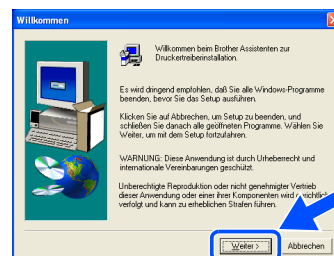 Willkommen
Willkommen beim Brother Assistenten zur
Druckertreiberinstallation.
Es wird dringend empfohlen, daß Sie alle Windows-Programme
beenden, bevor Sie das Setup ausführen.
Klicken Sie auf Abbrechen, um Setup zu beenden, und
schließen Sie danach alle geöffneten Programme. Wählen Sie
Weiter, um mit dem Setup fortzufahren.
WARNUNG: Diese Anwendung ist durch Urheberrecht und
internationale Vereinbarungen geschützt.
Unberechtigte Reproduktion oder nicht genehmigter Vertrieb
dieser Anwendung oder einer ihrer Komponenten wird gerichtlich
verfolgt und kann zu erheblichen Strafen führen.
Weiter > Abbrechen